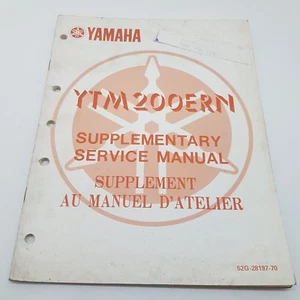 YAMAHA
YTM200ERN
SUPPLEMENTARY
SERVICE MANUAL
SUPPLEMENT
AU MANUEL D'ATELIER
52G-28197-70